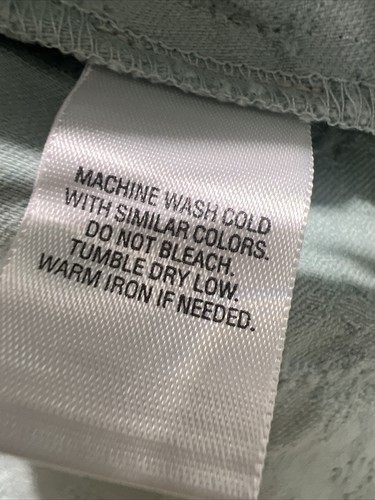 MACHINE WASH COLD
WITH SIMILAR COLORS.
DO NOT BLEACH.
TUMBLE DRY LOW.
WARM IRON IF NEEDED.